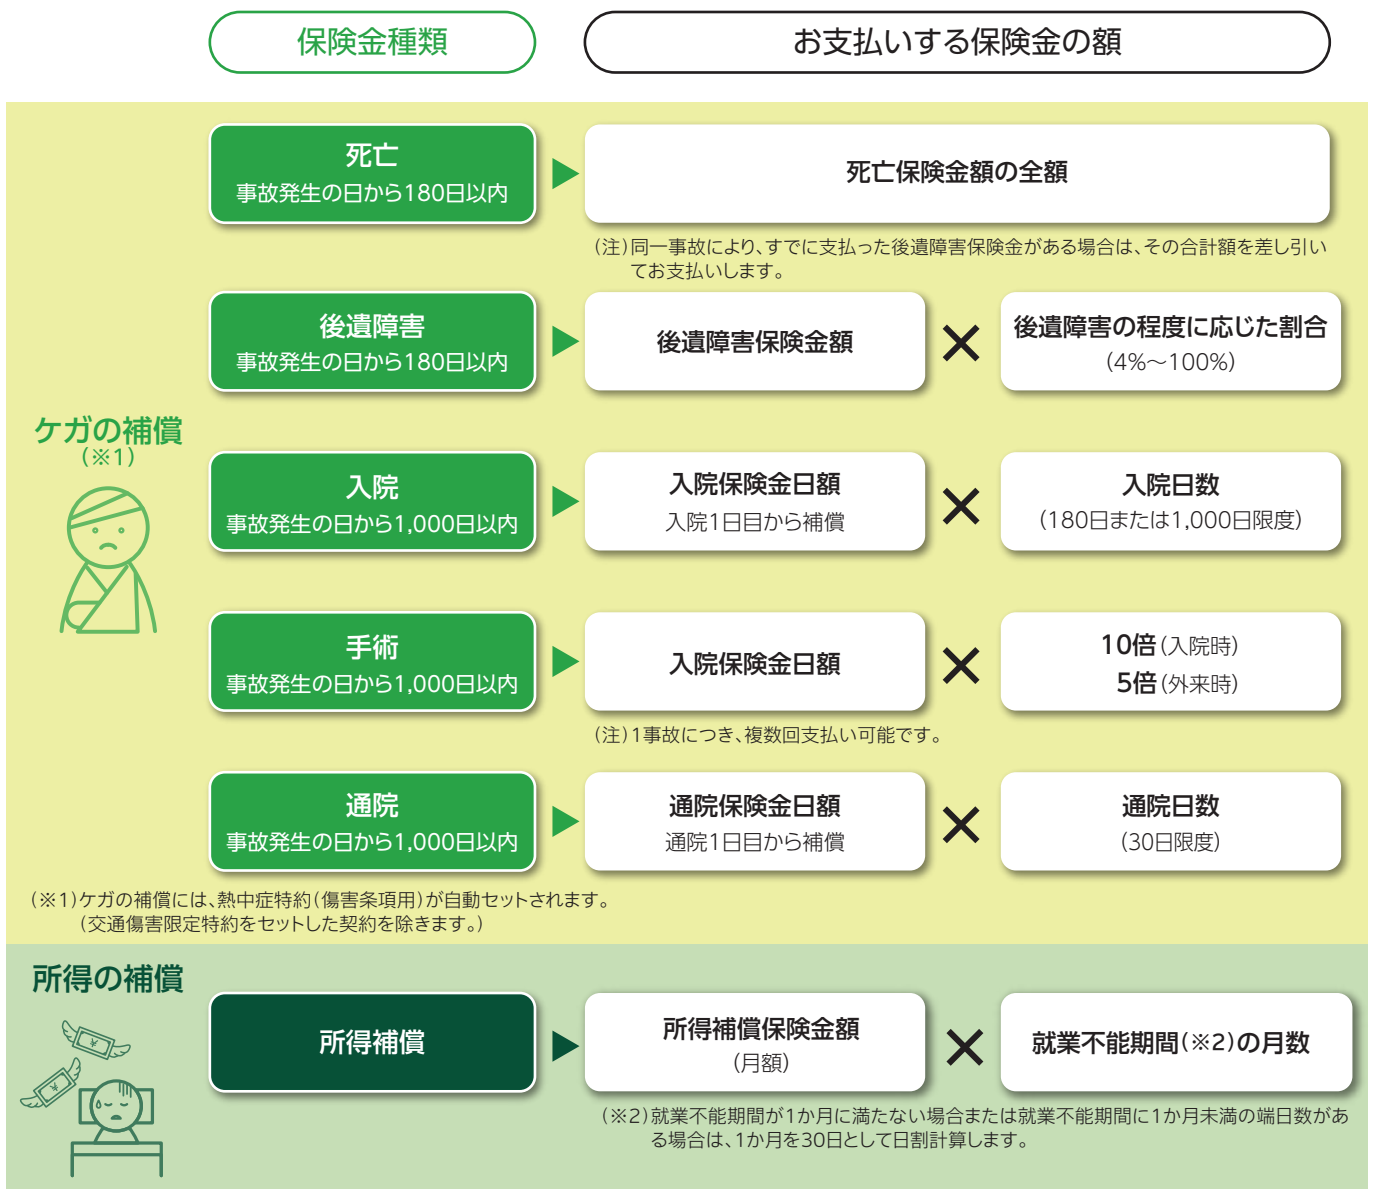 保険金種類
お支払いする保険金の額
死亡
事故発生の日から180日以内
死亡保険金額の全額
(注)同一事故により、すでに支払った後遺障害保険金がある場合は、その合計額を差し引い
てお支払いします。
後遺障害
事故発生の日から180日以内
後遺障害保険金額
×
後遺障害の程度に応じた割合
(4%〜100%)
ケガの補償
(※1)
入院
事故発生の日から1,000日以内
入院保険金日額
入院1日目から補償
×
入院日数
(180日または1,000日限度)
手術
事故発生の日から1,000日以内
入院保険金日額
×
10倍(入院時)
5倍(外来時)
(注)1事故につき、複数回支払い可能です。
通院
事故発生の日から1,000日以内
通院保険金日額
通院1日目から補償
×
通院日数
(30日限度)
(※1)ケガの補償には、熱中症特約(傷害条項用)が自動セットされます。
(交通傷害限定特約をセットした契約を除きます。)
所得の補償
所得補償
所得補償保険金額
(月額)
×
就業不能期間(※2)の月数
(※2)就業不能期間が1か月に満たない場合または就業不能期間に1か月未満の端日数があ
る場合は、1か月を30日として日割計算します。
¥
¥